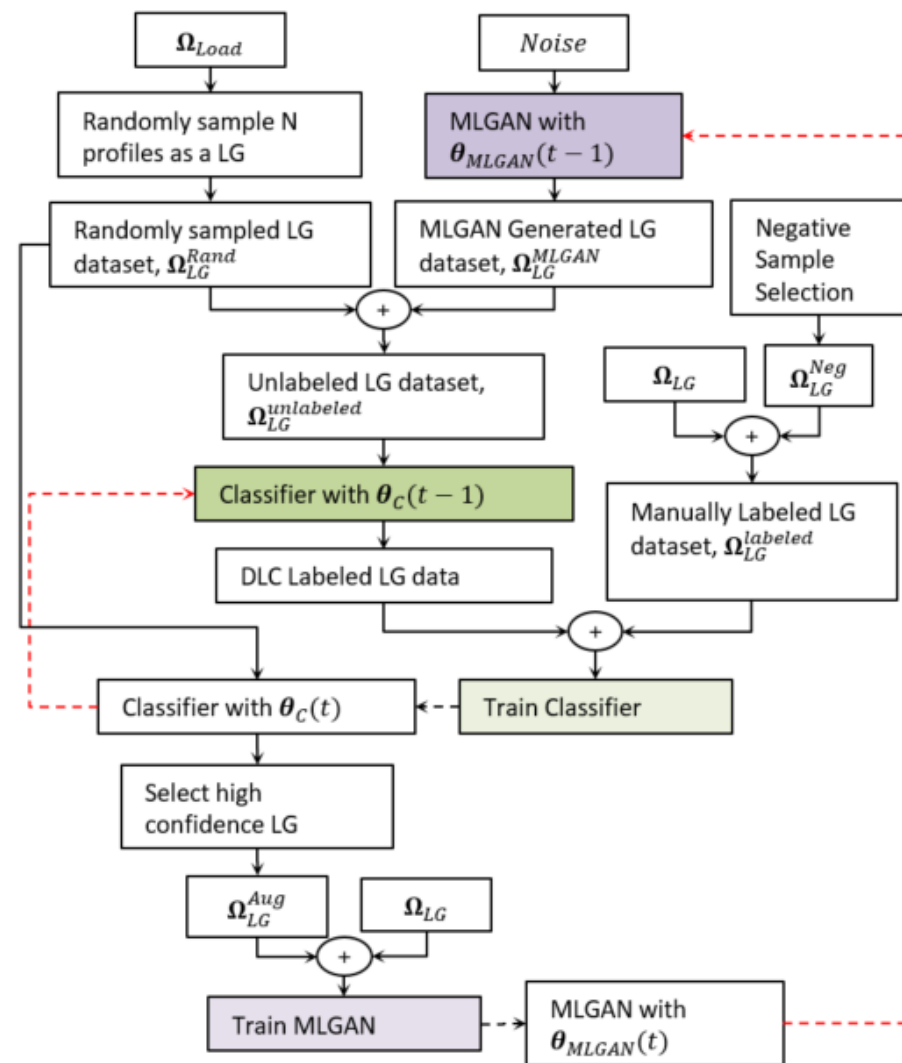 Ω_Load
Noise
Randomly sample N
profiles as a LG
MLGAN with
θ_MLGAN(t − 1)
Randomly sampled LG
dataset, Ω_LG^Rand
MLGAN Generated LG
dataset, Ω_LG^MLGAN
Negative
Sample
Selection
+
Unlabeled LG dataset,
Ω_LG^unlabeled
Ω_LG
Ω_LG^Neg
+
Classifier with θ_C(t − 1)
Manually Labeled LG
dataset, Ω_LG^labeled
DLC Labeled LG data
+
Classifier with θ_C(t)
Train Classifier
Select high
confidence LG
Ω_LG^Aug
Ω_LG
+
Train MLGAN
MLGAN with
θ_MLGAN(t)